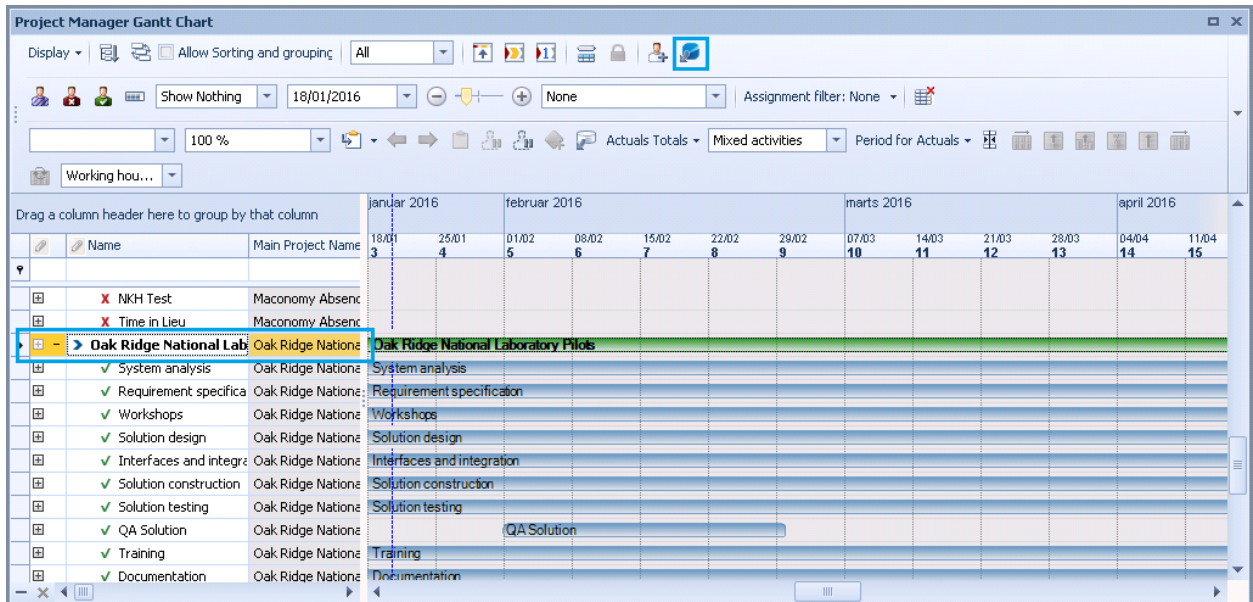 Project Manager Gantt Chart
Display Allow Sorting and grouping All
Show Nothing 18/01/2016 None Assignment filter: None
100 % Actuals Totals Mixed activities Period for Actuals
Working hou...
Drag a column header here to group by that column januar 2016 februar 2016 marts 2016 april 2016
Name Main Project Name 18/01 25/01 01/02 08/02 15/02 22/02 29/02 07/03 14/03 21/03 28/03 04/04 11/04
3 4 5 6 7 8 9 10 11 12 13 14 15
X NKH Test Maconomy Absenc
X Time in Lieu Maconomy Absenc
Oak Ridge National Lab Oak Ridge Nationa Oak Ridge National Laboratory Pilots
System analysis Oak Ridge Nationa System analysis
Requirement specifica Oak Ridge Nationa Requirement specification
Workshops Oak Ridge Nationa Workshops
Solution design Oak Ridge Nationa Solution design
Interfaces and integra Oak Ridge Nationa Interfaces and integration
Solution construction Oak Ridge Nationa Solution construction
Solution testing Oak Ridge Nationa Solution testing
QA Solution Oak Ridge Nationa QA Solution
Training Oak Ridge Nationa Training
Documentation Oak Ridge Nationa Documentation